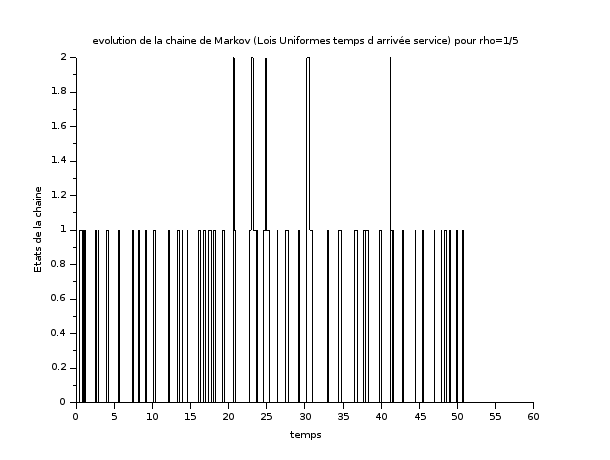 evolution de la chaine de Markov (Lois Uniformes temps d arrivée service) pour rho=1/5
2
1.8
1.6
1.4
1.2
1
0.8
0.6
0.4
0.2
0
Etats de la chaine
0 5 10 15 20 25 30 35 40 45 50 55 60
temps